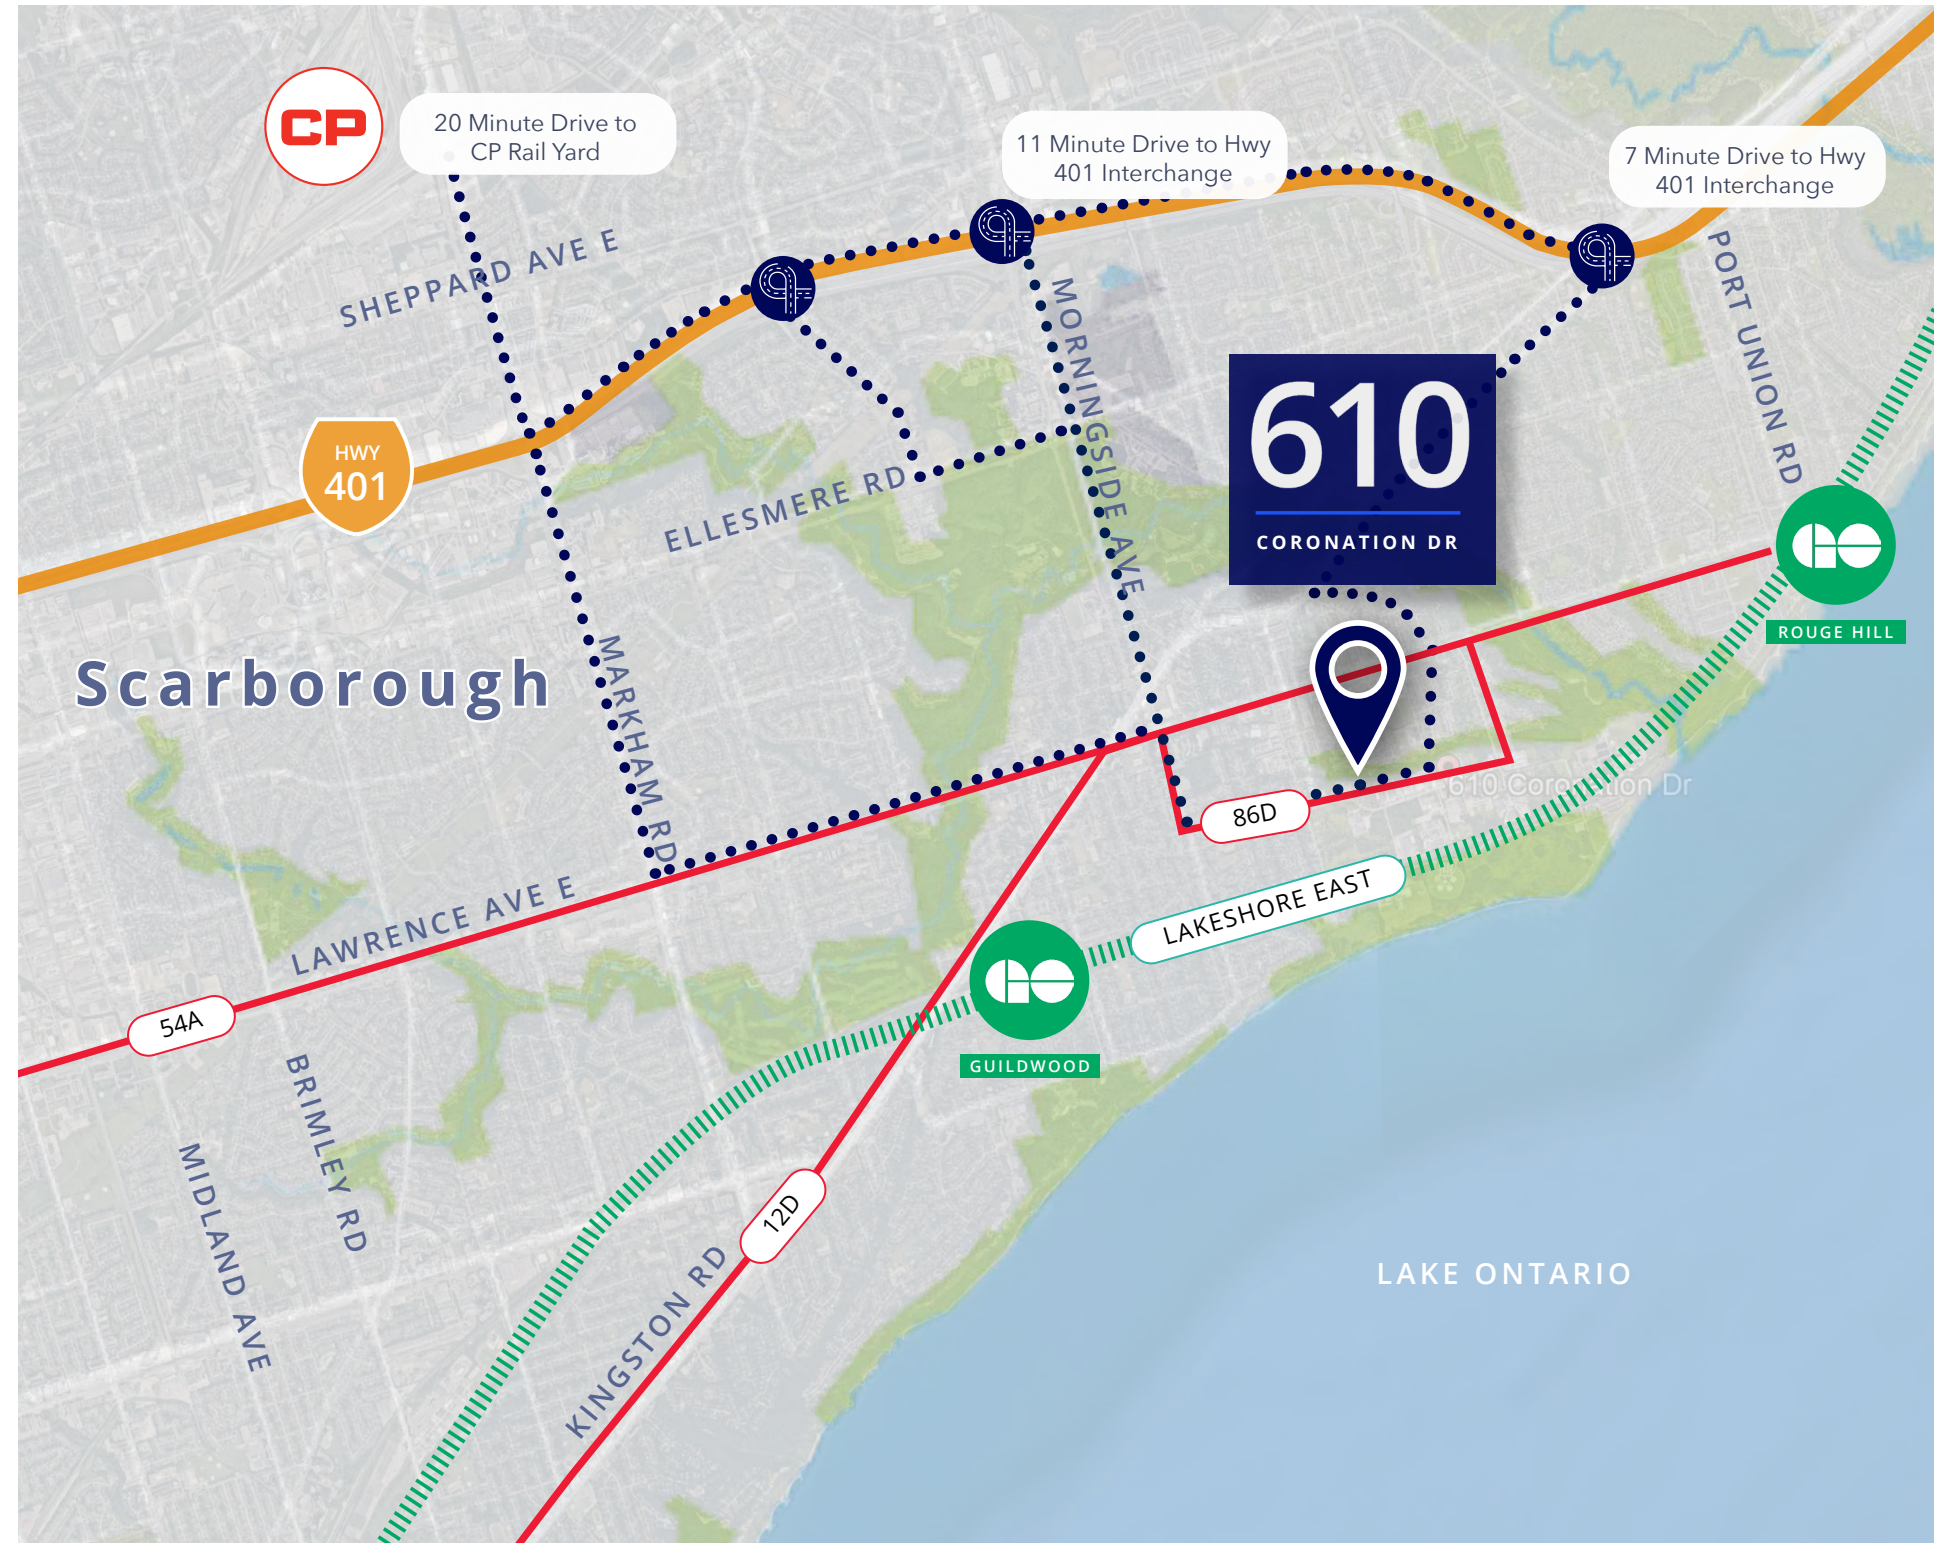 CP
20 Minute Drive to
CP Rail Yard
11 Minute Drive to Hwy
401 Interchange
7 Minute Drive to Hwy
401 Interchange
SHEPPARD AVE E
PORT UNION RD
MORNINGSIDE AVE
HWY
401
610
CORONATION DR
ELLESMERE RD
GO
ROUGE HILL
Scarborough
MARKHAM RD
610 Coronation Dr
86D
LAKESHORE EAST
LAWRENCE AVE E
GO
54A
GUILDWOOD
BRIMLEY RD
MIDLAND AVE
12D
KINGSTON RD
LAKE ONTARIO